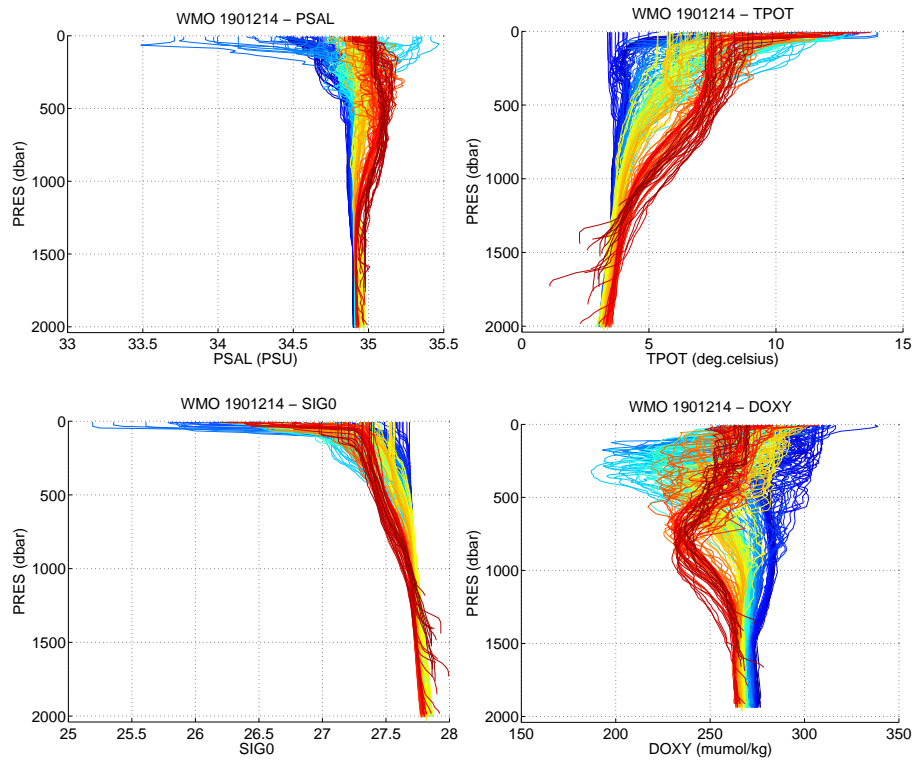 WMO 1901214 − PSAL
0
500
1000
1500
2000
PRES (dbar)
33 33.5 34 34.5 35 35.5
PSAL (PSU)
WMO 1901214 − TPOT
0
500
1000
1500
2000
PRES (dbar)
0 5 10 15
TPOT (deg.celsius)
WMO 1901214 − SIG0
0
500
1000
1500
2000
PRES (dbar)
25 25.5 26 26.5 27 27.5 28
SIG0
WMO 1901214 − DOXY
0
500
1000
1500
2000
PRES (dbar)
150 200 250 300 350
DOXY (mumol/kg)